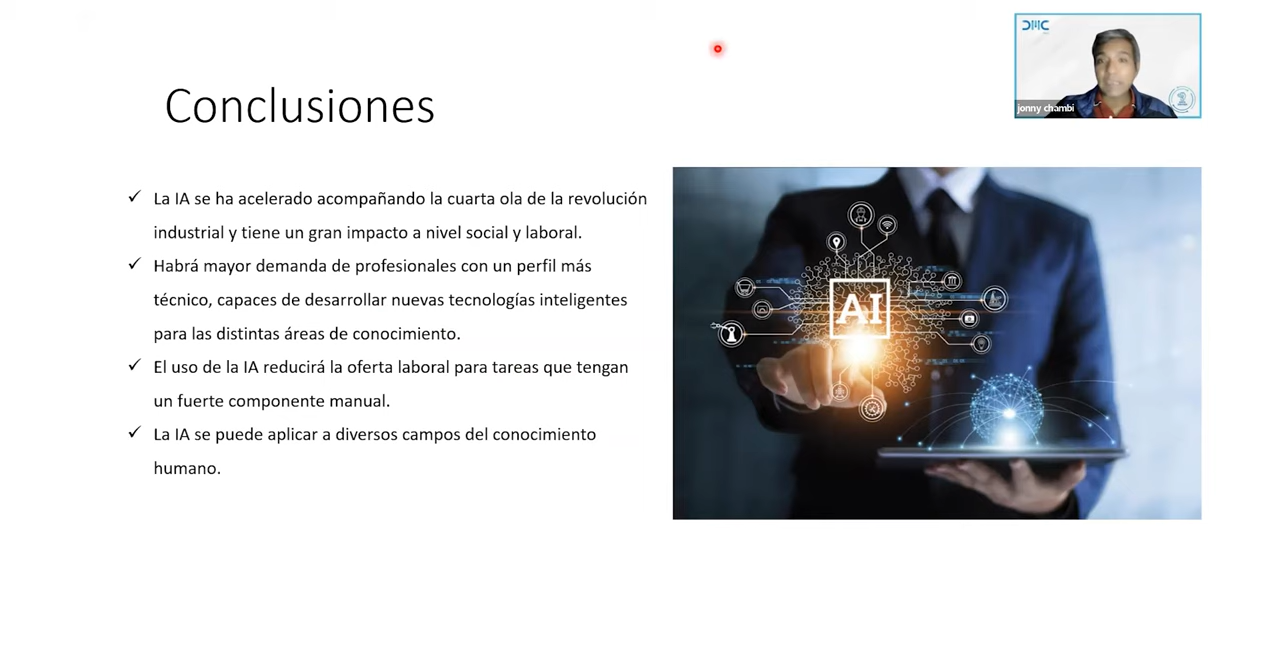 DMC
jonny chambi
Conclusiones
La IA se ha acelerado acompañando la cuarta ola de la revolución
industrial y tiene un gran impacto a nivel social y laboral.
Habrá mayor demanda de profesionales con un perfil más
técnico, capaces de desarrollar nuevas tecnologías inteligentes
para las distintas áreas de conocimiento.
El uso de la IA reducirá la oferta laboral para tareas que tengan
un fuerte componente manual.
La IA se puede aplicar a diversos campos del conocimiento
humano.
AI